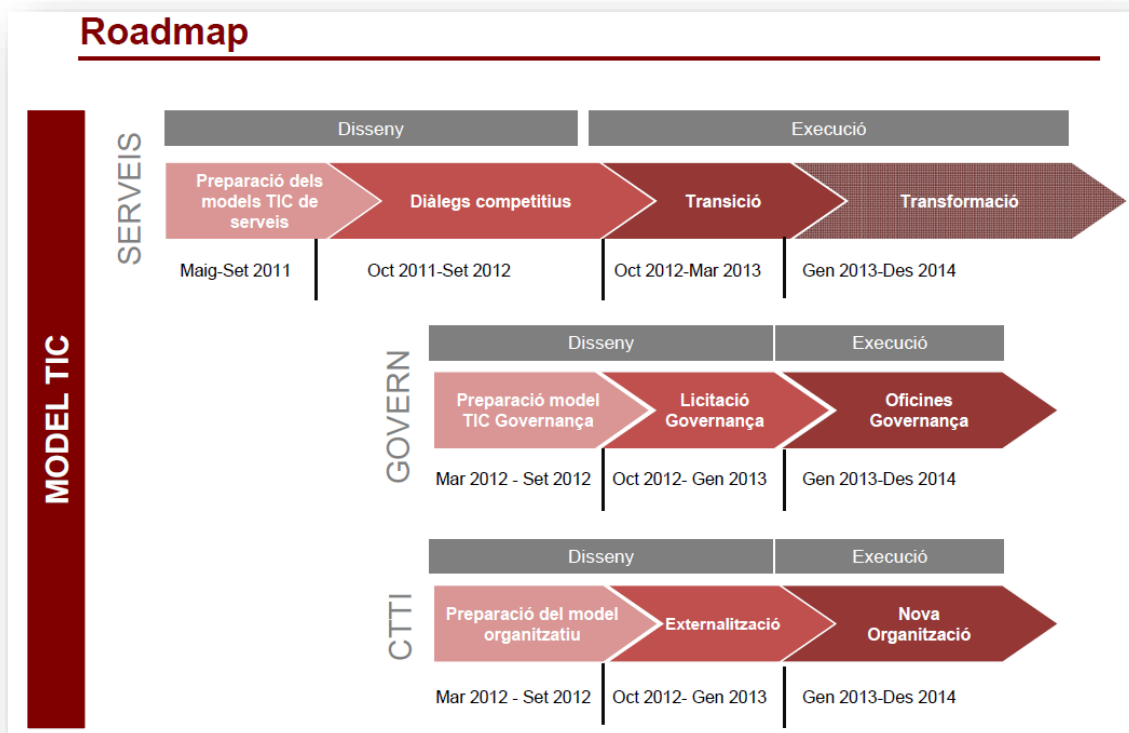 Roadmap
MODEL TIC
SERVEIS
Disseny
Execució
Preparació dels
models TIC de
serveis
Diàlegs competitius
Transició
Transformació
Maig-Set 2011
Oct 2011-Set 2012
Oct 2012-Mar 2013
Gen 2013-Des 2014
GOVERN
Disseny
Execució
Preparació model
TIC Governança
Licitació
Governança
Oficines
Governança
Mar 2012 - Set 2012
Oct 2012- Gen 2013
Gen 2013-Des 2014
CTTI
Disseny
Execució
Preparació del model
organitzatiu
Externalització
Nova
Organització
Mar 2012 - Set 2012
Oct 2012- Gen 2013
Gen 2013-Des 2014